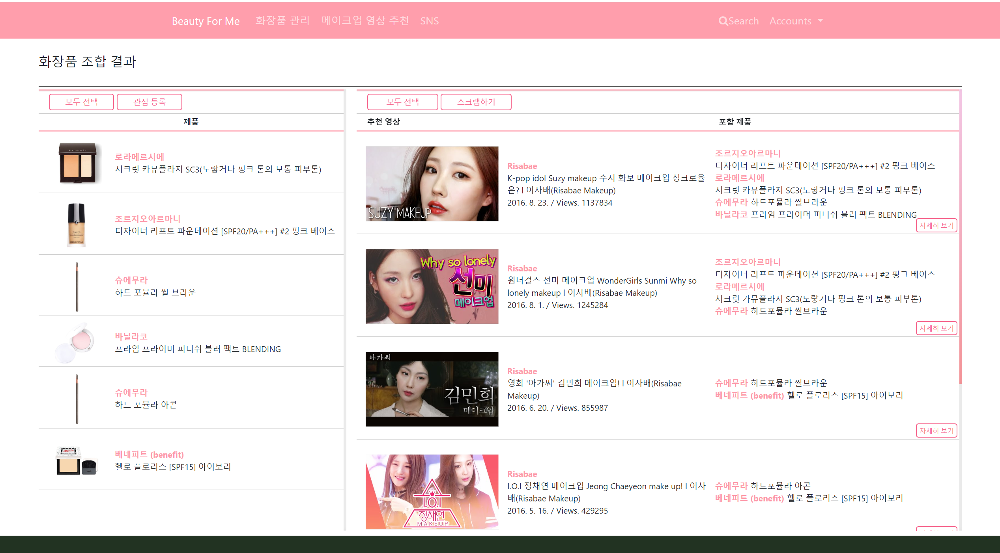 Beauty For Me 화장품 관리 메이크업 영상 추천 SNS Search Accounts
화장품 조합 결과
모두 선택 관심 등록
제품
laura mercier
로라메르시에
시크릿 카뮤플라지 SC3(노랗거나 핑크 톤의 보통 피부톤)
조르지오아르마니
디자이너 리프트 파운데이션 [SPF20/PA+++] #2 핑크 베이스
슈에무라
하드 포뮬라 씰 브라운
바닐라코
프라임 프라이머 피니쉬 블러 팩트 BLENDING
슈에무라
하드 포뮬라 아콘
베네피트 (benefit)
헬로 플로리스 [SPF15] 아이보리
모두 선택 스크랩하기
추천 영상 포함 제품
SUZY MAKEUP
Risabae
K-pop idol Suzy makeup 수지 화보 메이크업 싱크로율
은? l 이사배(Risabae Makeup)
2016. 8. 23. / Views. 1137834
조르지오아르마니
디자이너 리프트 파운데이션 [SPF20/PA+++] #2 핑크 베이스
로라메르시에
시크릿 카뮤플라지 SC3(노랗거나 핑크 톤의 보통 피부톤)
슈에무라 하드포뮬라 씰브라운
바닐라코 프라임 프라이머 피니쉬 블러 팩트 BLENDING
자세히 보기
Why so lonely
선미
메이크업
Risabae
원더걸스 선미 메이크업 WonderGirls Sunmi Why so
lonely makeup l 이사배(Risabae Makeup)
2016. 8. 1. / Views. 1245284
조르지오아르마니
디자이너 리프트 파운데이션 [SPF20/PA+++] #2 핑크 베이스
로라메르시에
시크릿 카뮤플라지 SC3(노랗거나 핑크 톤의 보통 피부톤)
슈에무라 하드포뮬라 씰브라운
자세히 보기
아가씨
김민희
메이크업
Risabae
영화 '아가씨' 김민희 메이크업! l 이사배(Risabae
Makeup)
2016. 6. 20. / Views. 855987
슈에무라 하드포뮬라 씰브라운
베네피트 (benefit) 헬로 플로리스 [SPF15] 아이보리
자세히 보기
I.O.I
정채연
MAKEUP
Risabae
I.O.I 정채연 메이크업 Jeong Chaeyeon make up! l 이사
배(Risabae Makeup)
2016. 5. 16. / Views. 429295
슈에무라 하드포뮬라 아콘
베네피트 (benefit) 헬로 플로리스 [SPF15] 아이보리